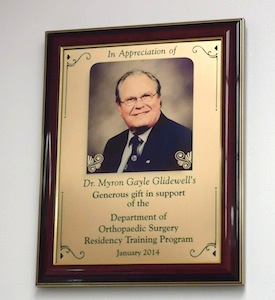 In Appreciation of
Dr. Myron Gayle Glidewell's
Generous gift in support
of the
Department of
Orthopaedic Surgery
Residency Training Program
January 2014